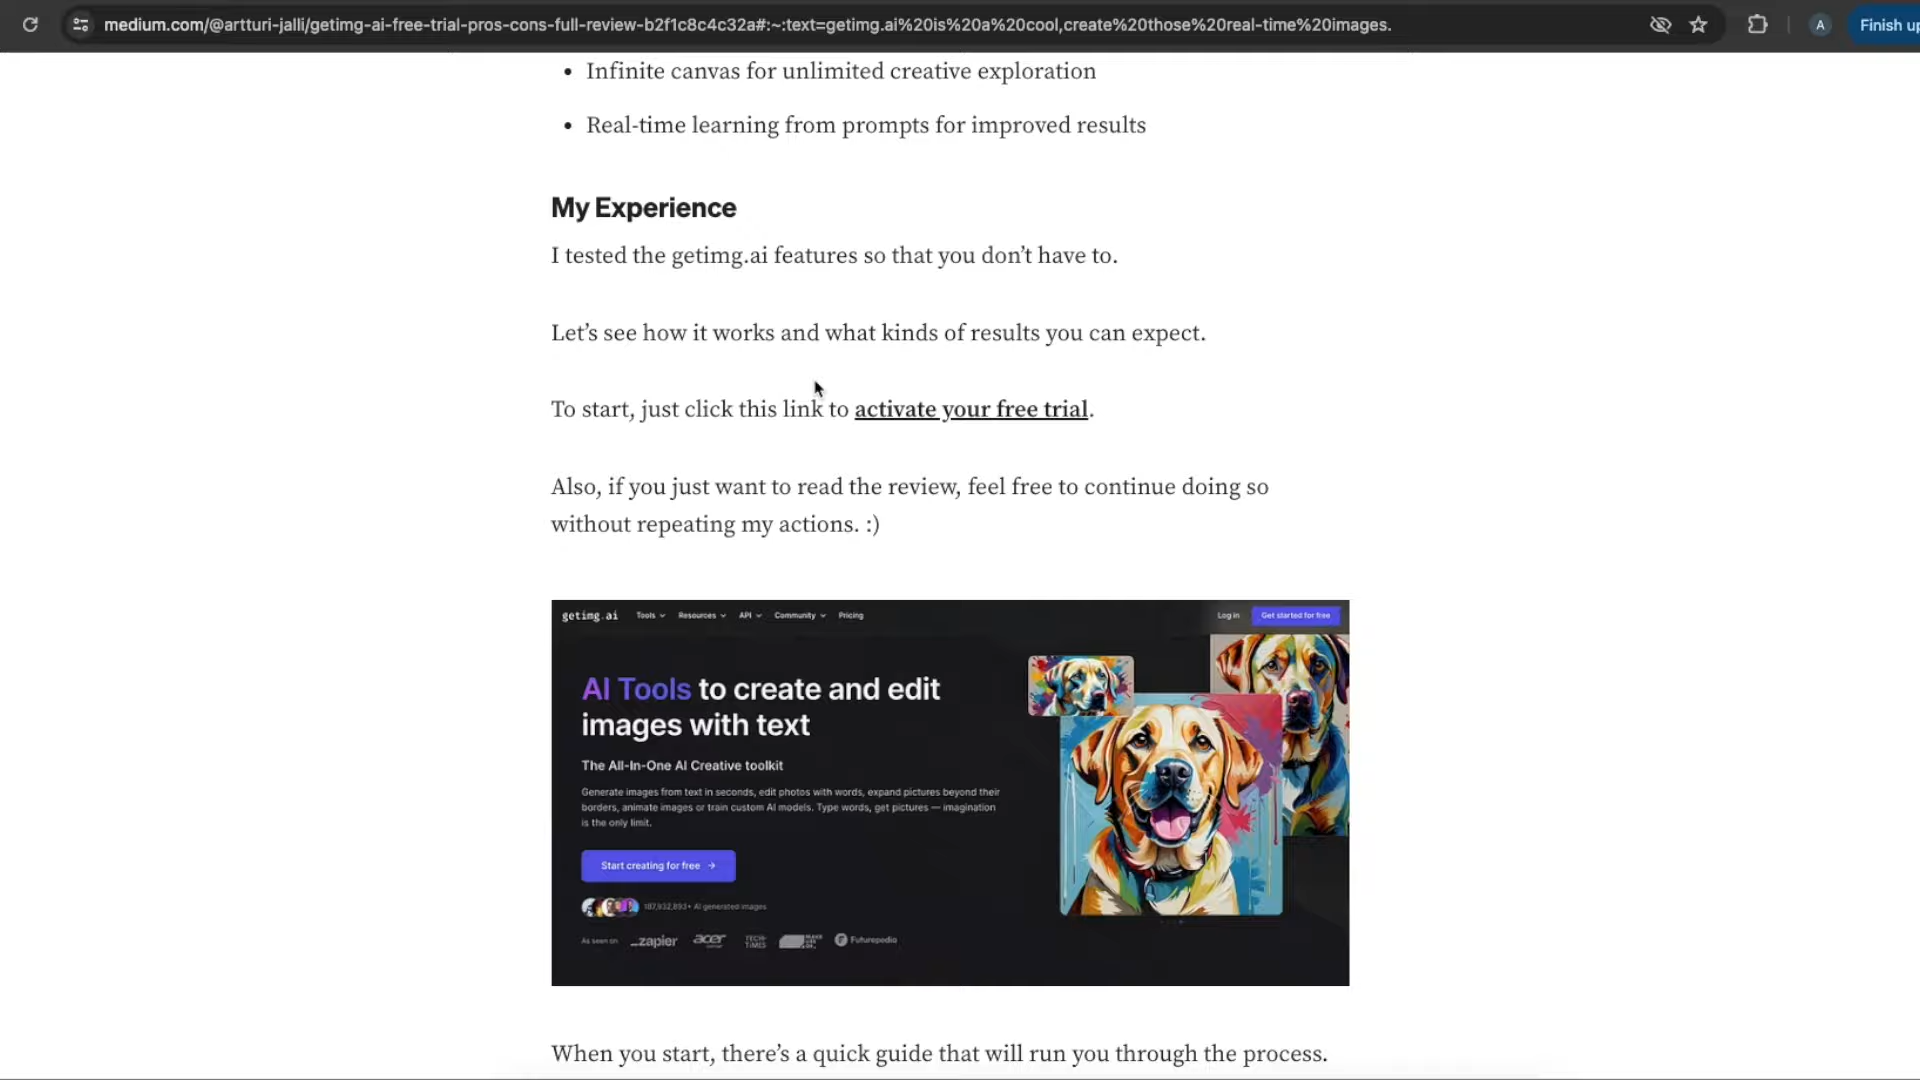 medium.com/@artturi-jalli/getimg-ai-free-trial-pros-cons-full-review-b2f1c8c4c32a#:~:text=getimg.ai%20is%20a%20cool,create%20those%20real-time%20images.
A
Finish up
• Infinite canvas for unlimited creative exploration
• Real-time learning from prompts for improved results
My Experience
I tested the getimg.ai features so that you don’t have to.
Let’s see how it works and what kinds of results you can expect.
To start, just click this link to activate your free trial.
Also, if you just want to read the review, feel free to continue doing so
without repeating my actions. :)
getimg.ai Tools Resources API Community Pricing Log in Get started for free
AI Tools to create and edit
images with text
The All-In-One AI Creative toolkit
Generate images from text in seconds, edit photos with words, expand pictures beyond their
borders, animate images or train custom AI models. Type words, get pictures — imagination
is the only limit.
Start creating for free →
187,932,893+ AI generated images
As seen on zapier acer TECH TIMES MAKE USE OF Futurepedia
When you start, there’s a quick guide that will run you through the process.